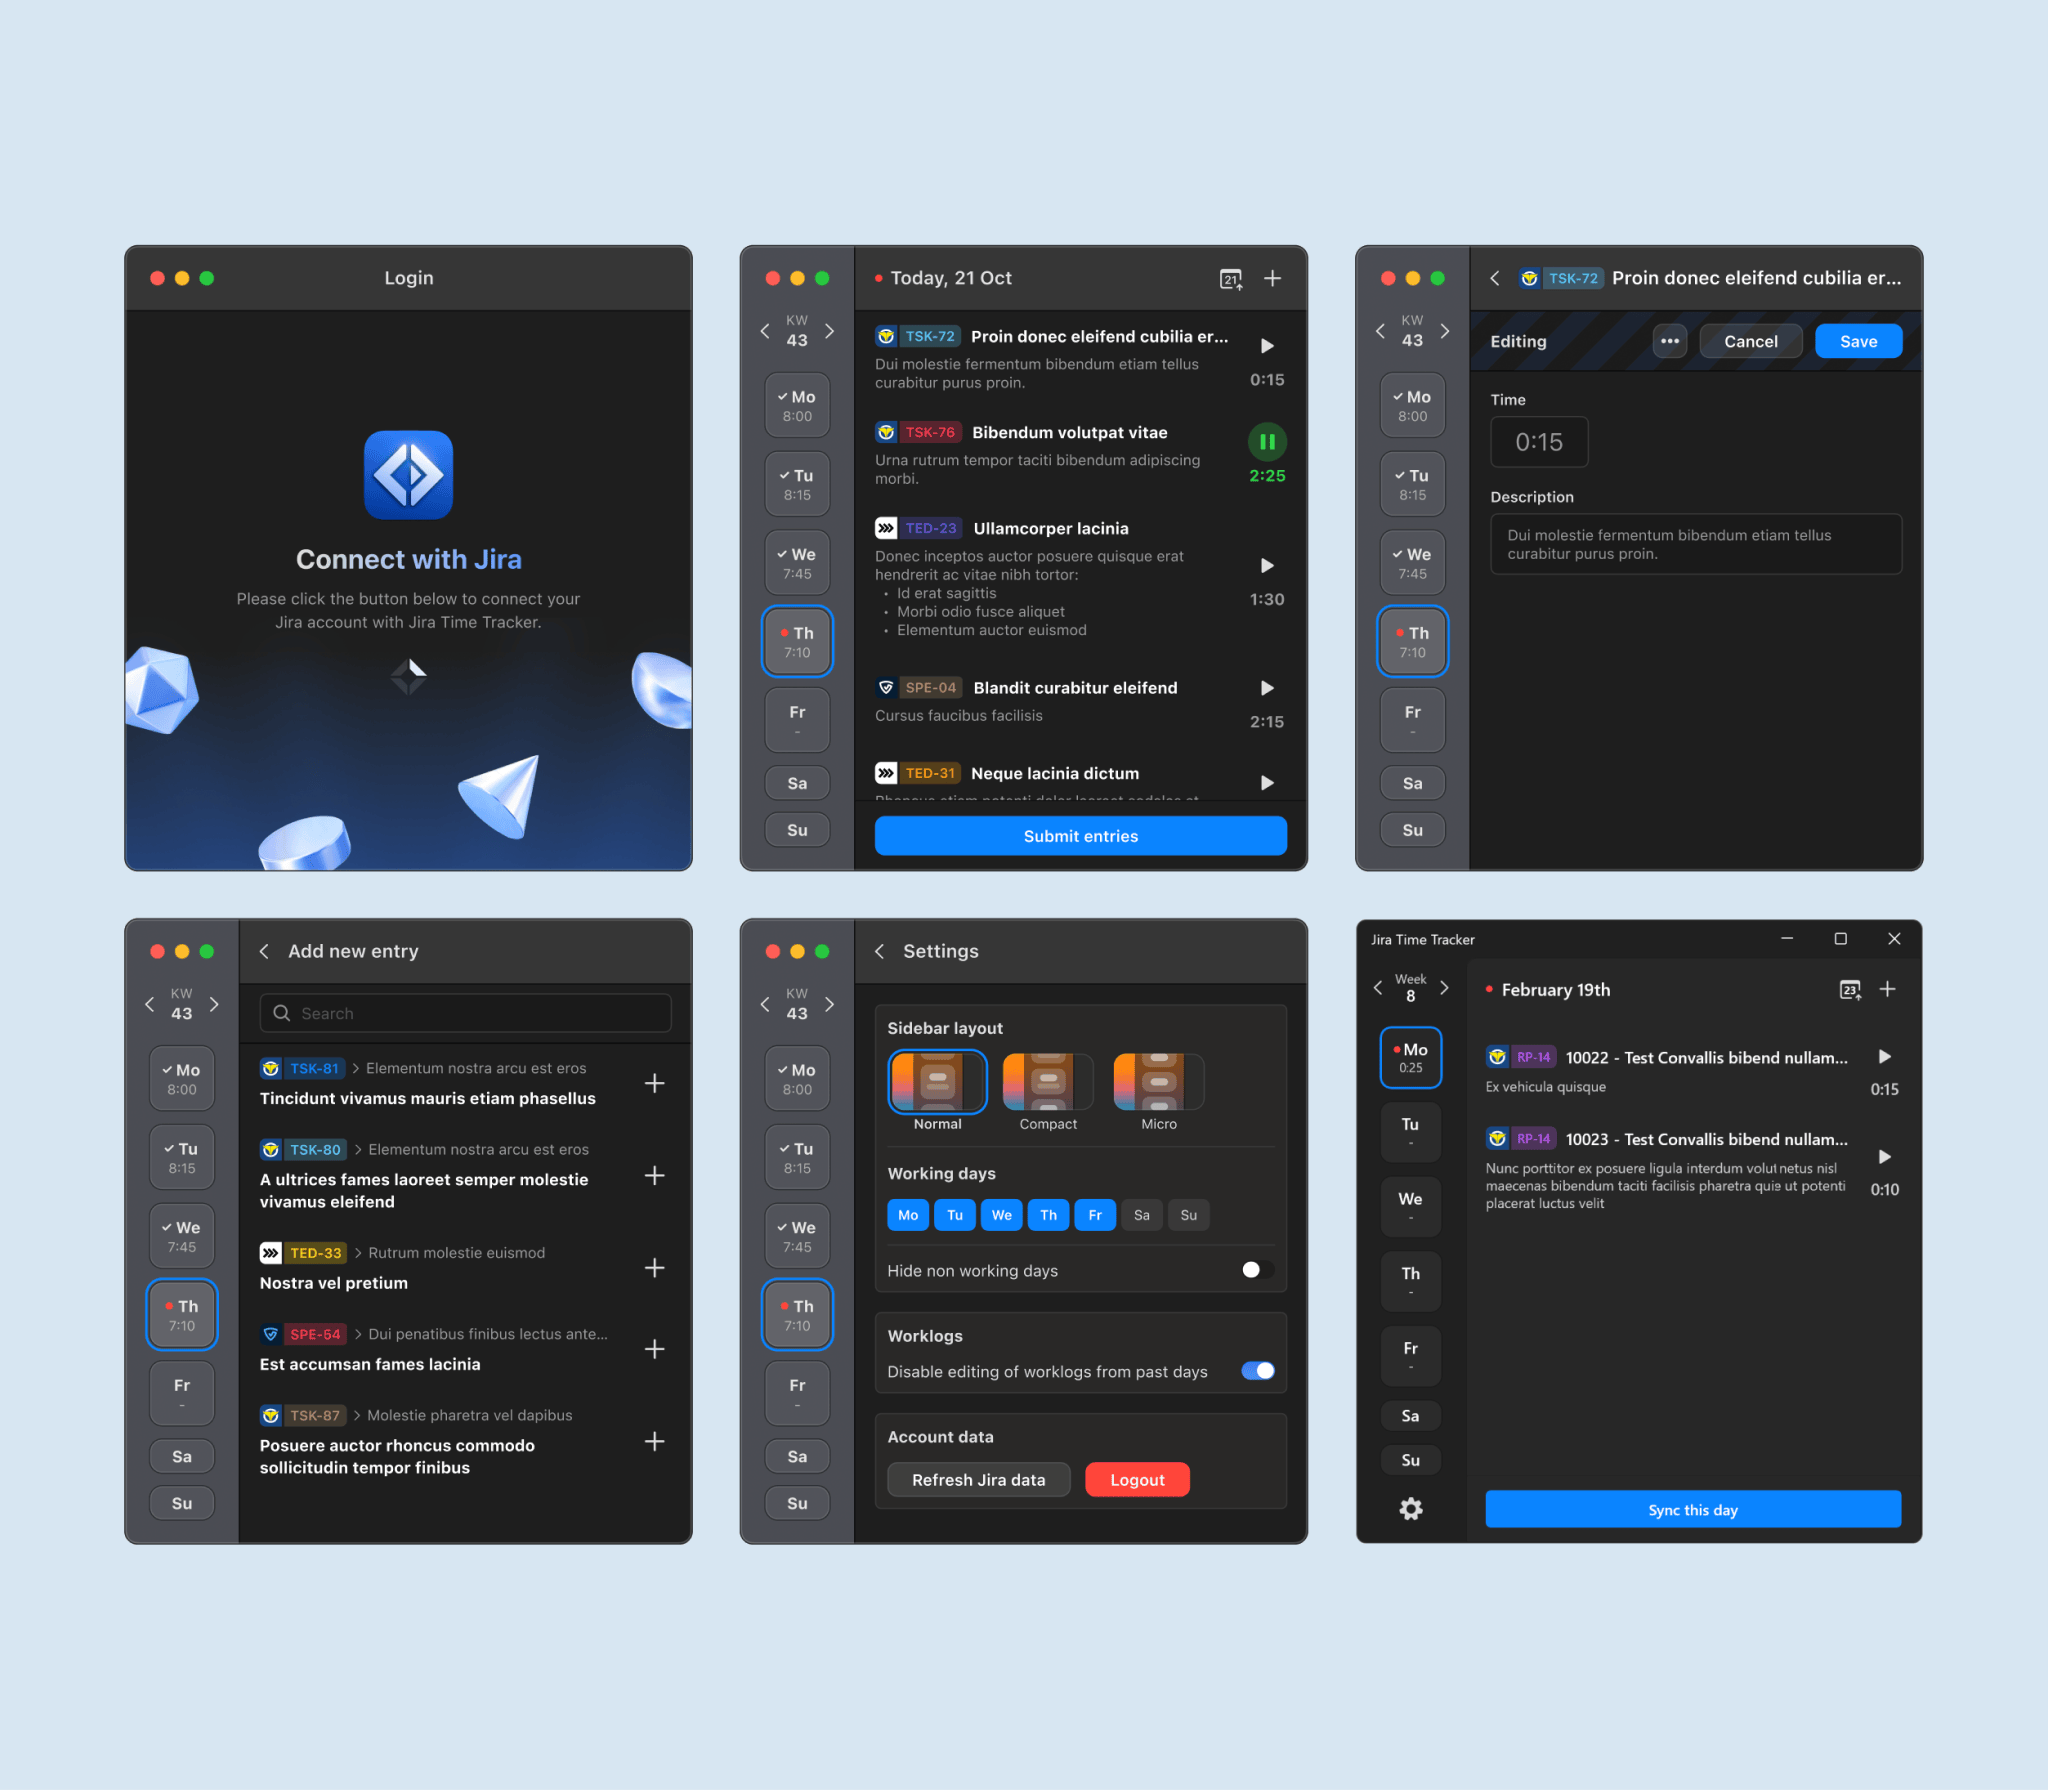 Login
Connect with Jira
Please click the button below to connect your
Jira account with Jira Time Tracker.
KW
43
Mo
8:00
Tu
8:15
We
7:45
Th
7:10
Fr
-
Sa
Su
Today, 21 Oct
21
TSK-72 Proin donec eleifend cubilia er...
Dui molestie fermentum bibendum etiam tellus
curabitur purus proin.
0:15
TSK-76 Bibendum volutpat vitae
Urna rutrum tempor taciti bibendum adipiscing
morbi.
2:25
TED-23 Ullamcorper lacinia
Donec inceptos auctor posuere quisque erat
hendrerit ac vitae nibh tortor:
• Id erat sagittis
• Morbi odio fusce aliquet
• Elementum auctor euismod
1:30
SPE-04 Blandit curabitur eleifend
Cursus faucibus facilisis
2:15
TED-31 Neque lacinia dictum
Submit entries
KW
43
Mo
8:00
Tu
8:15
We
7:45
Th
7:10
Fr
-
Sa
Su
TSK-72 Proin donec eleifend cubilia er...
Editing ••• Cancel Save
Time
0:15
Description
Dui molestie fermentum bibendum etiam tellus
curabitur purus proin.
KW
43
Mo
8:00
Tu
8:15
We
7:45
Th
7:10
Fr
-
Sa
Su
Add new entry
Search
TSK-81 > Elementum nostra arcu est eros
Tincidunt vivamus mauris etiam phasellus
TSK-80 > Elementum nostra arcu est eros
A ultrices fames laoreet semper molestie
vivamus eleifend
TED-33 > Rutrum molestie euismod
Nostra vel pretium
SPE-54 > Dui penatibus finibus lectus ante...
Est accumsan fames lacinia
TSK-87 > Molestie pharetra vel dapibus
Posuere auctor rhoncus commodo
sollicitudin tempor finibus
KW
43
Mo
8:00
Tu
8:15
We
7:45
Th
7:10
Fr
-
Sa
Su
Settings
Sidebar layout
Normal Compact Micro
Working days
Mo Tu We Th Fr Sa Su
Hide non working days
Worklogs
Disable editing of worklogs from past days
Account data
Refresh Jira data Logout
Jira Time Tracker
Week
8
Mo
0:25
Tu
-
We
-
Th
-
Fr
-
Sa
Su
February 19th
23
RP-14 10022 - Test Convallis bibend nullam...
Ex vehicula quisque
0:15
RP-14 10023 - Test Convallis bibend nullam...
Nunc porttitor ex posuere ligula interdum volut netus nisl
maecenas bibendum taciti facilisis pharetra quis ut potenti
placerat luctus velit
0:10
Sync this day